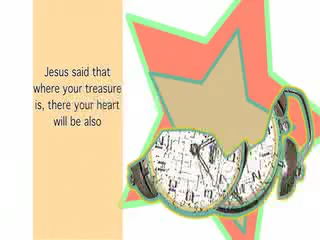 Jesus said that
where your treasure
is, there your heart
will be also